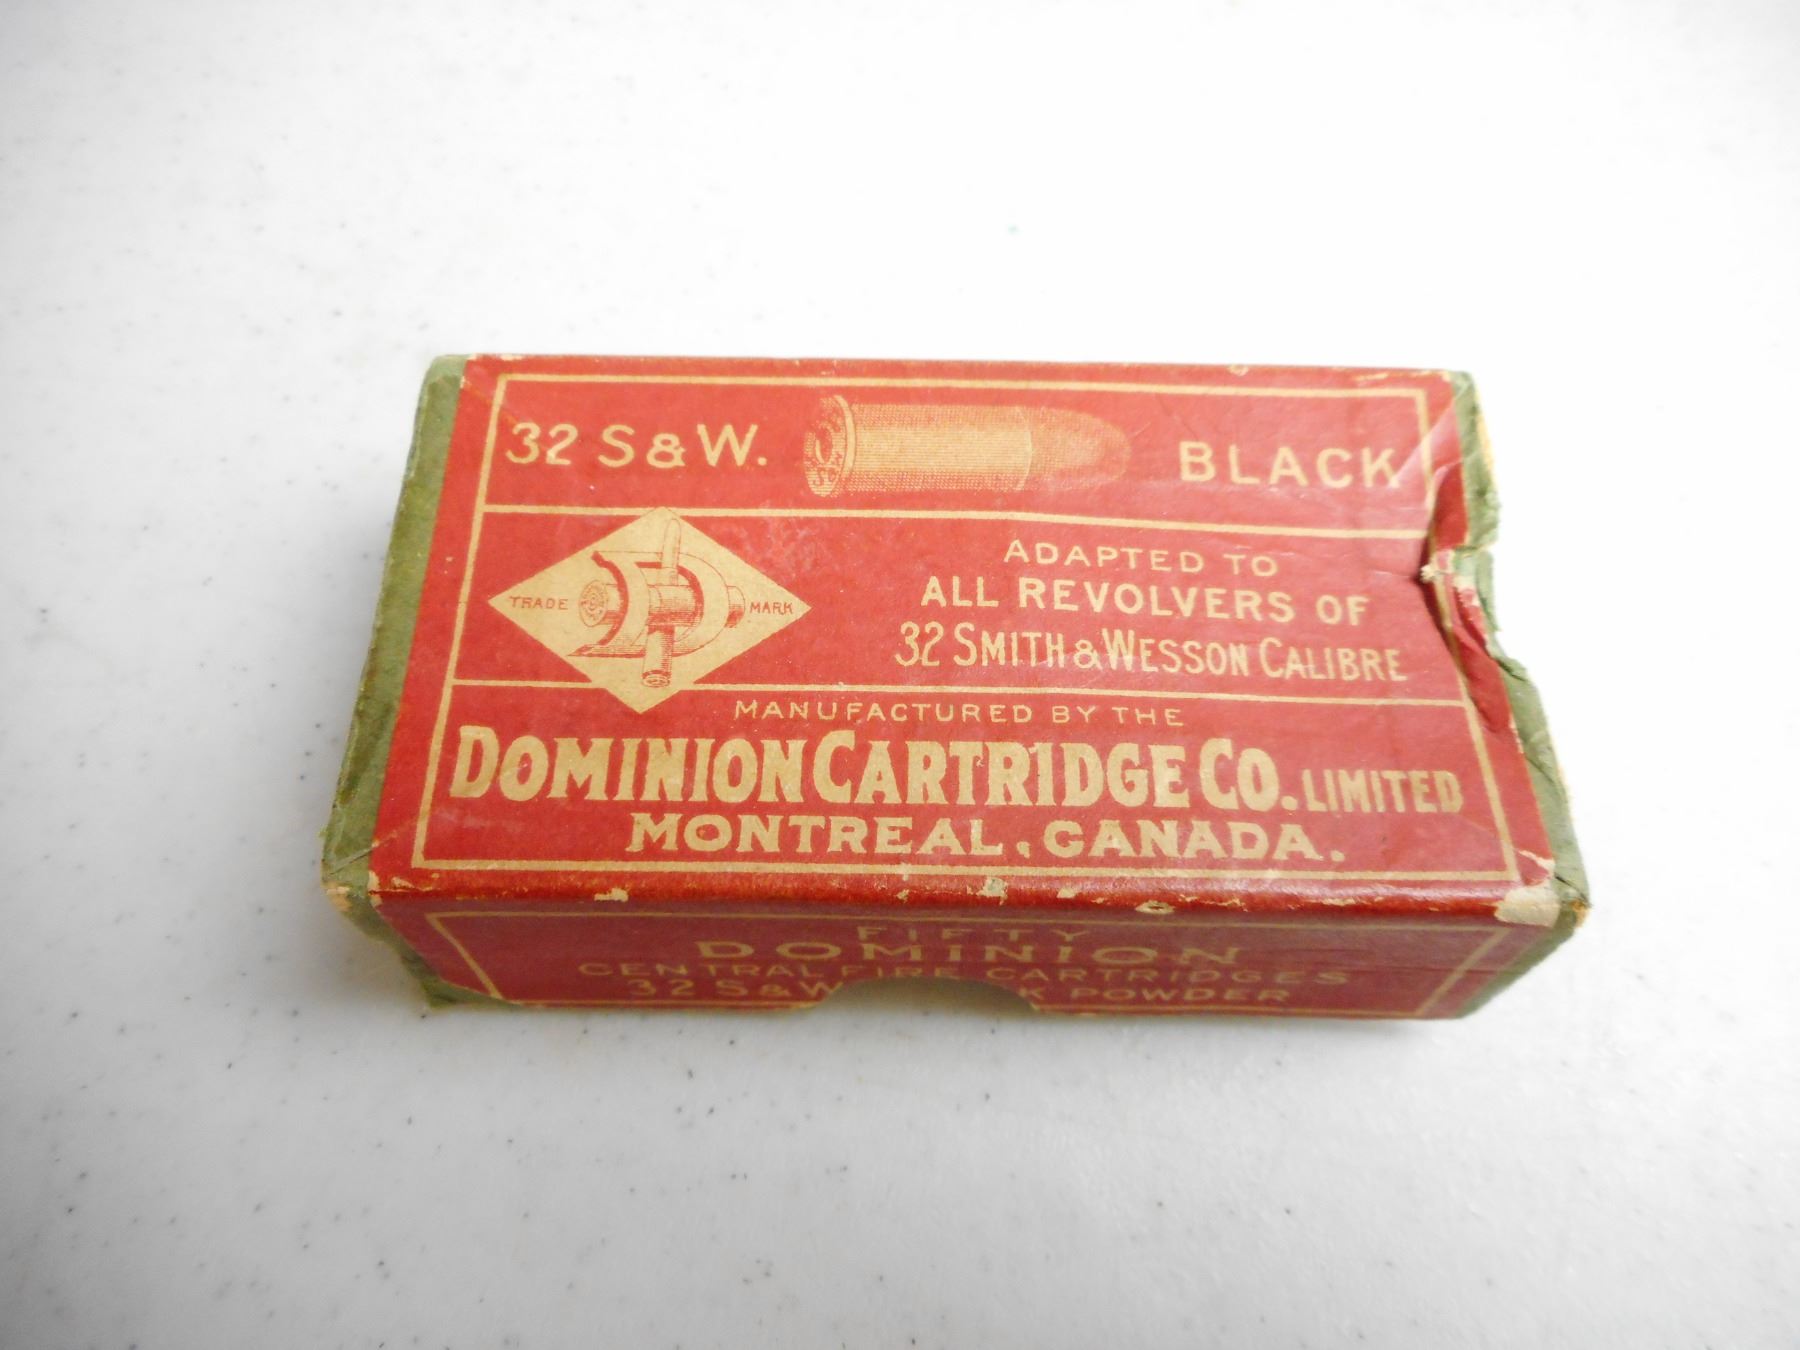 32 S & W.
BLACK
TRADE MARK
ADAPTED TO
ALL REVOLVERS OF
32 SMITH & WESSON CALIBRE
MANUFACTURED BY THE
DOMINION CARTRIDGE CO. LIMITED
MONTREAL, CANADA.
FIFTY
DOMINION
CENTRAL FIRE CARTRIDGES
32 S & W POWDER